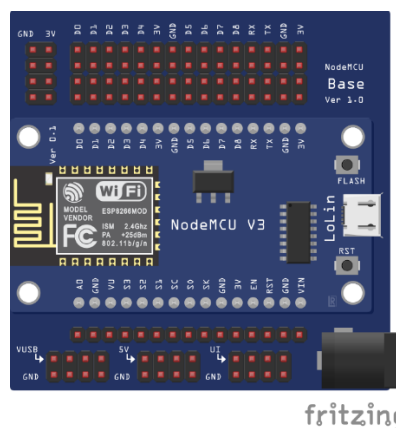 GND 3V D0 D1 D2 D3 D4 3V GND D5 D6 D7 D8 RX TX GND 3V
NodeMCU
Base
Ver 1.0
Ver 0.1
D0 D1 D2 D3 D4 3V GND D5 D6 D7 D8 RX TX GND 3V
FLASH
MODEL
VENDOR
Wi Fi
ESP8266MOD
FC
ISM 2.4GHz
PA +25dBm
802.11b/g/n
NodeMCU V3
LoLin
RST
A0 GND VU S3 S2 S1 SC SO SK GND 3V EN RST GND VIN
VUSB
5V
UI
GND
GND
GND
fritzing